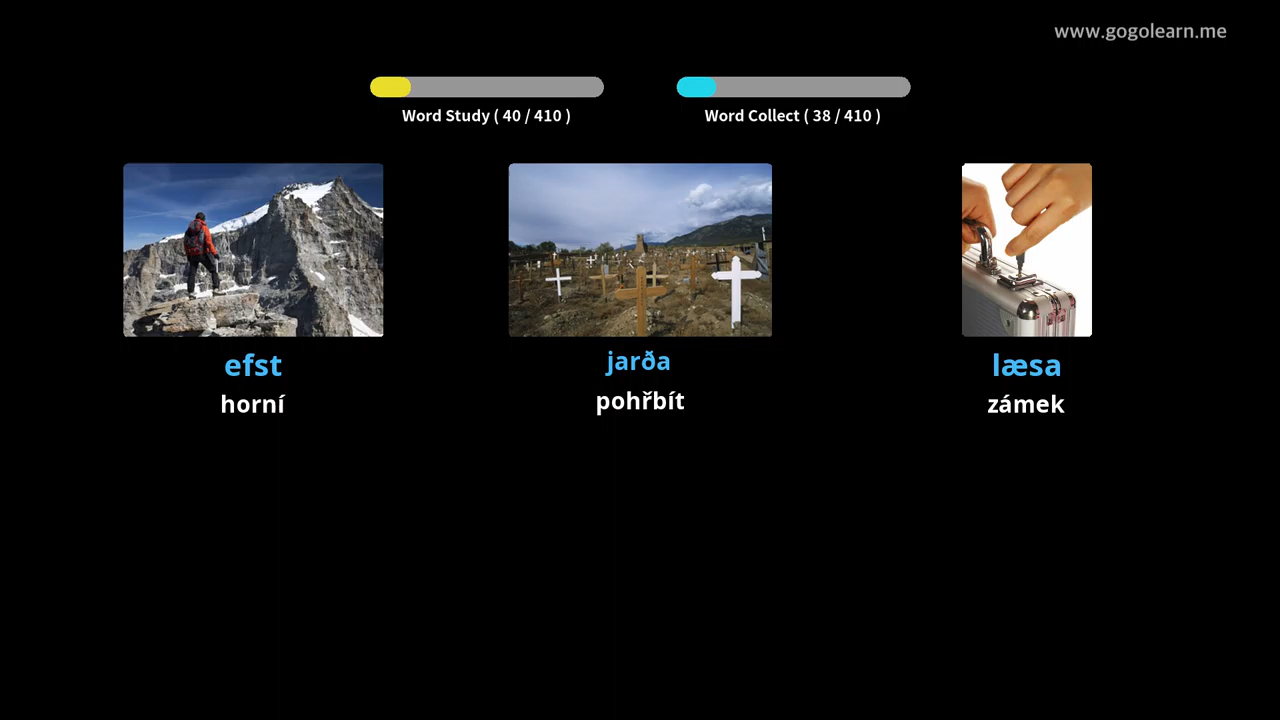 www.gogolearn.me
Word Study ( 40 / 410 )
Word Collect ( 38 / 410 )
efst
horní
jarða
pohřbít
læsa
zámek